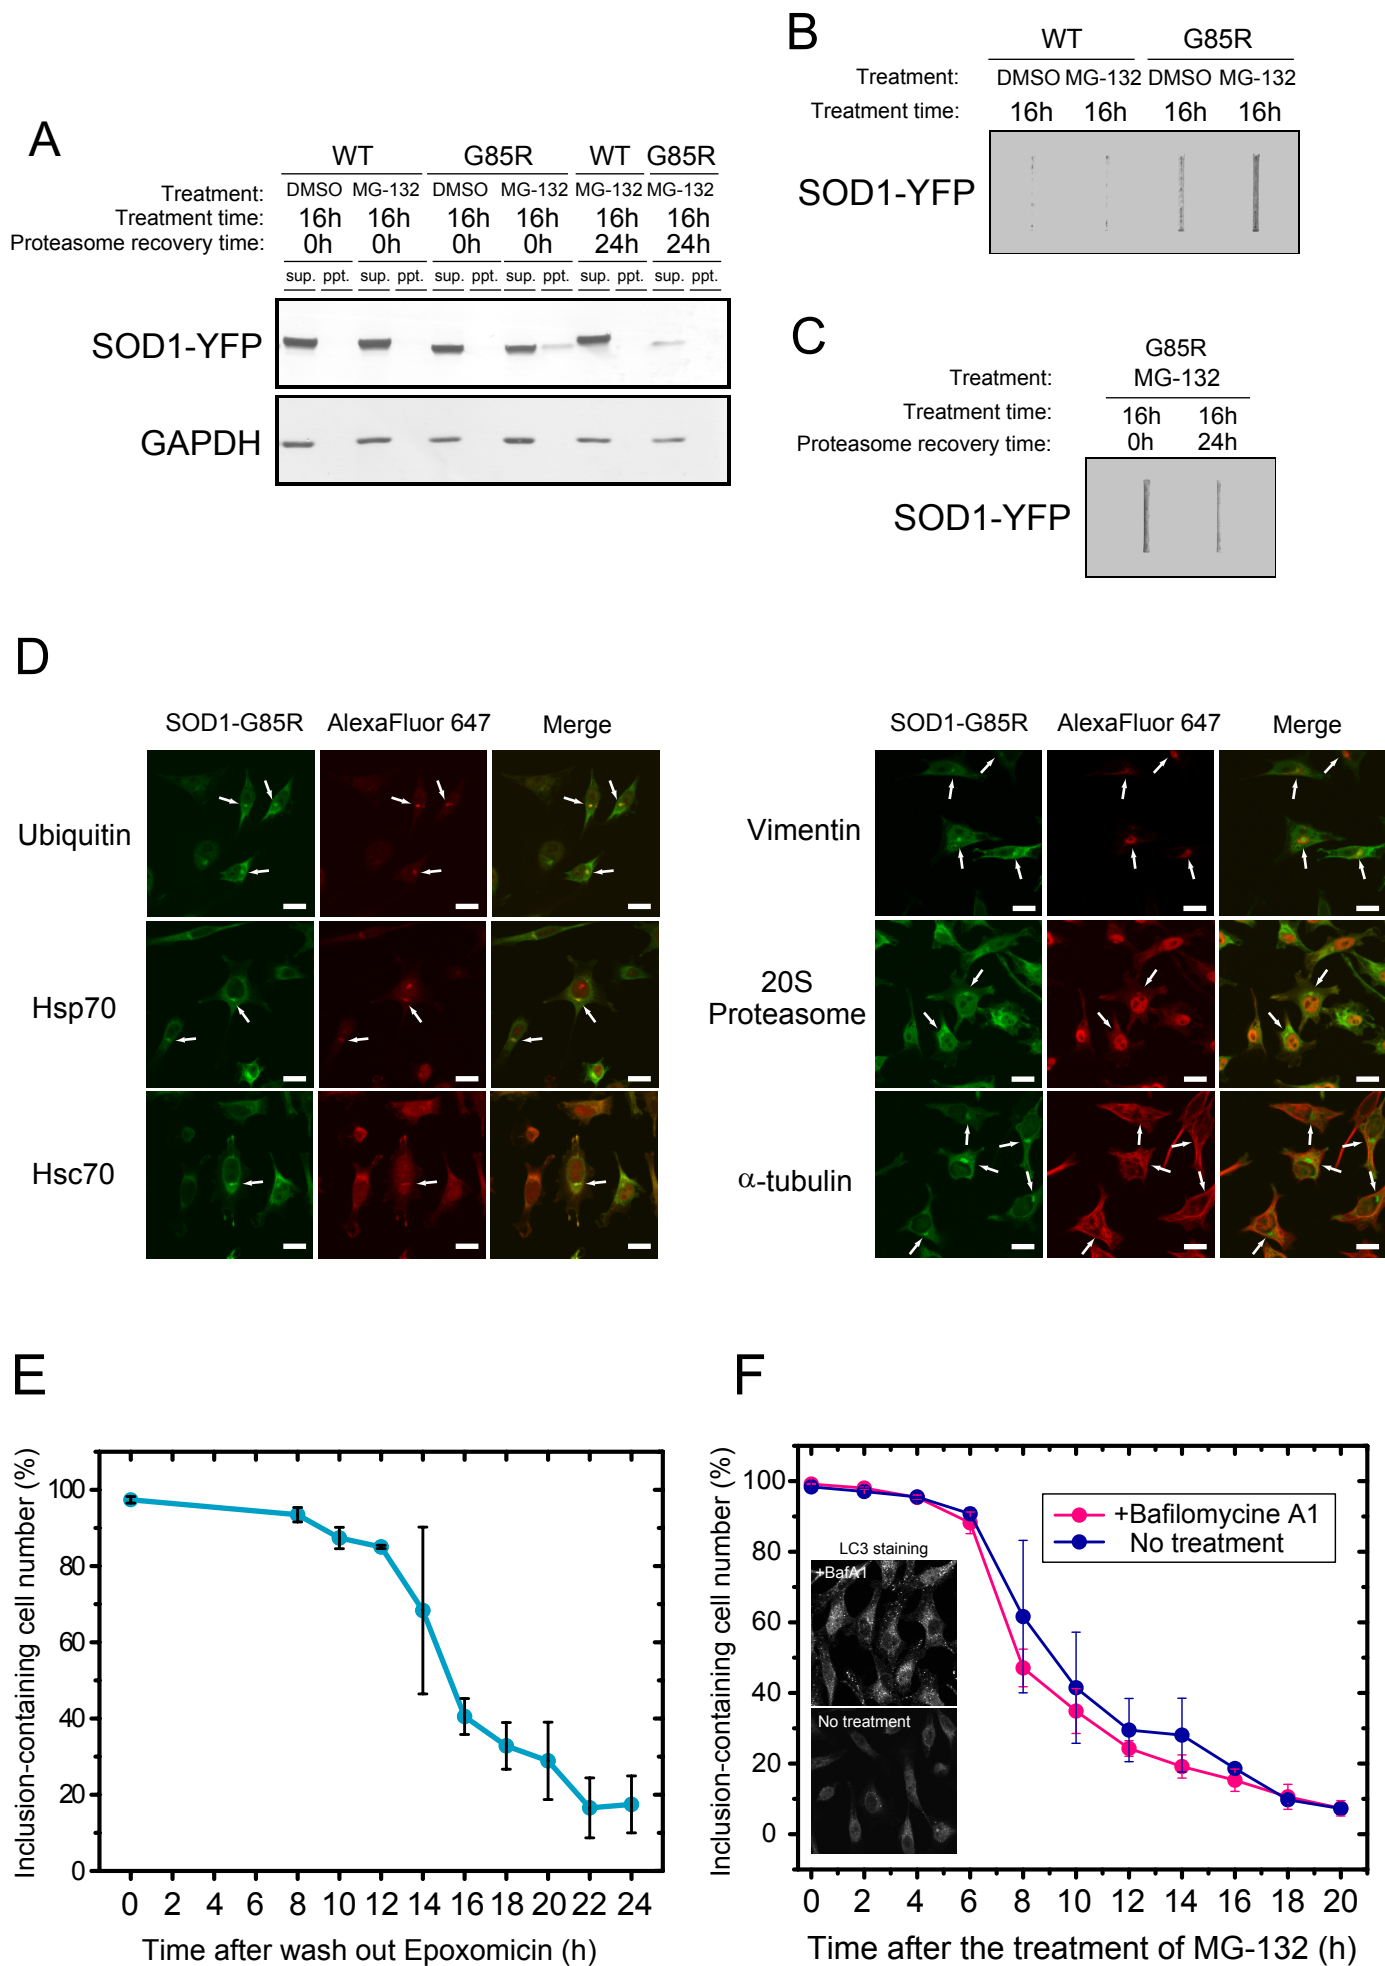 A
WT G85R WT G85R
Treatment: DMSO MG-132 DMSO MG-132 MG-132 MG-132
Treatment time: 16h 16h 16h 16h 16h 16h
Proteasome recovery time: 0h 0h 0h 0h 24h 24h
sup. ppt. sup. ppt. sup. ppt. sup. ppt. sup. ppt. sup. ppt.
SOD1-YFP
GAPDH
B
WT G85R
Treatment: DMSO MG-132 DMSO MG-132
Treatment time: 16h 16h 16h 16h
SOD1-YFP
C
G85R
Treatment: MG-132
Treatment time: 16h 16h
Proteasome recovery time: 0h 24h
SOD1-YFP
D
SOD1-G85R AlexaFluor 647 Merge
Ubiquitin
Hsp70
Hsc70
SOD1-G85R AlexaFluor 647 Merge
Vimentin
20S
Proteasome
α-tubulin
E
Inclusion-containing cell number (%)
100
80
60
40
20
0
0 2 4 6 8 10 12 14 16 18 20 22 24
Time after wash out Epoxomicin (h)
F
Inclusion-containing cell number (%)
100
80
60
40
20
0
+Bafilomycine A1
No treatment
LC3 staining
+BafA1
No treatment
0 2 4 6 8 10 12 14 16 18 20
Time after the treatment of MG-132 (h)